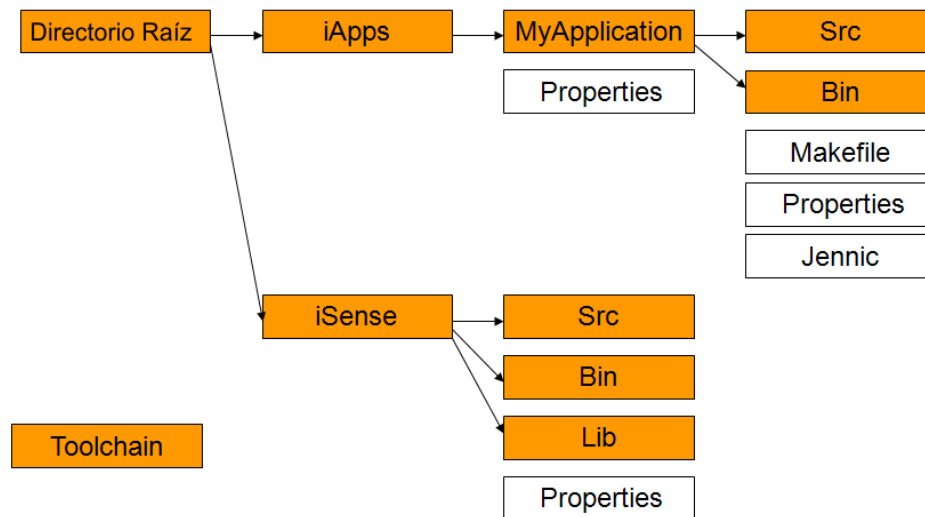 Directorio Raíz
iApps
MyApplication
Src
Properties
Bin
Makefile
Properties
Jennic
iSense
Src
Bin
Toolchain
Lib
Properties